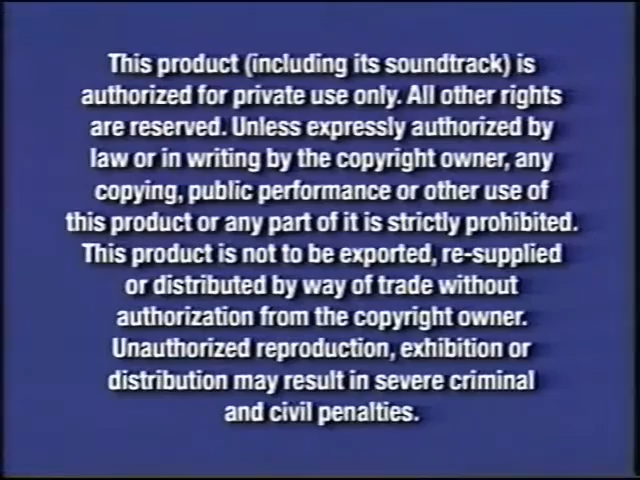 This product (including its soundtrack) is
authorized for private use only. All other rights
are reserved. Unless expressly authorized by
law or in writing by the copyright owner, any
copying, public performance or other use of
this product or any part of it is strictly prohibited.
This product is not to be exported, re-supplied
or distributed by way of trade without
authorization from the copyright owner.
Unauthorized reproduction, exhibition or
distribution may result in severe criminal
and civil penalties.